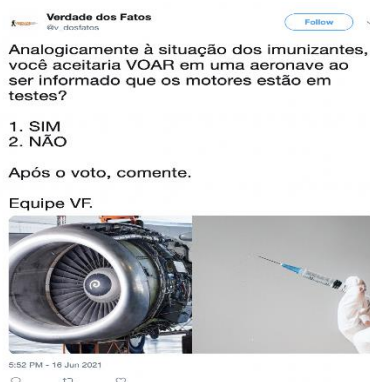 Verdade dos Fatos
@v_dosfatos
Follow
Analogicamente à situação dos imunizantes,
você aceitaria VOAR em uma aeronave ao
ser informado que os motores estão em
testes?
1. SIM
2. NÃO
Após o voto, comente.
Equipe VF.
5:52 PM - 16 Jun 2021